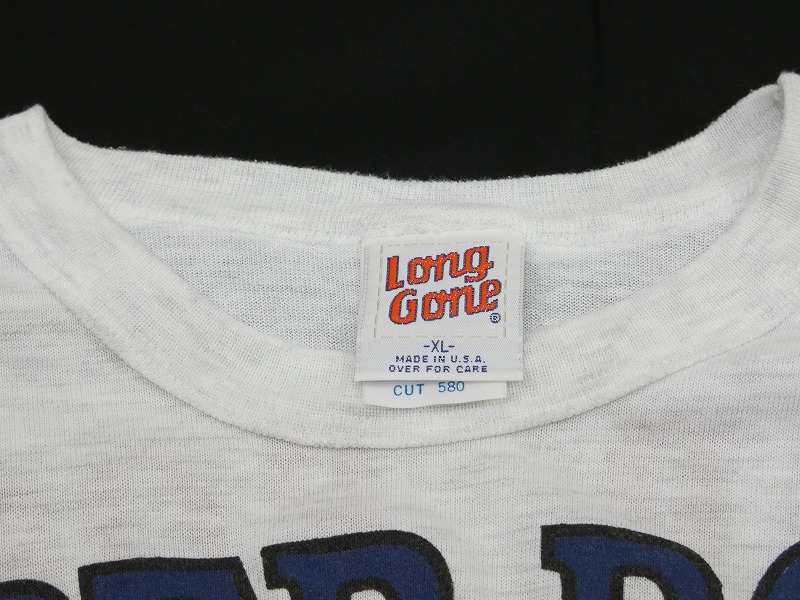 Long
Gone
®
-XL-
MADE IN U.S.A.
OVER FOR CARE
CUT 580